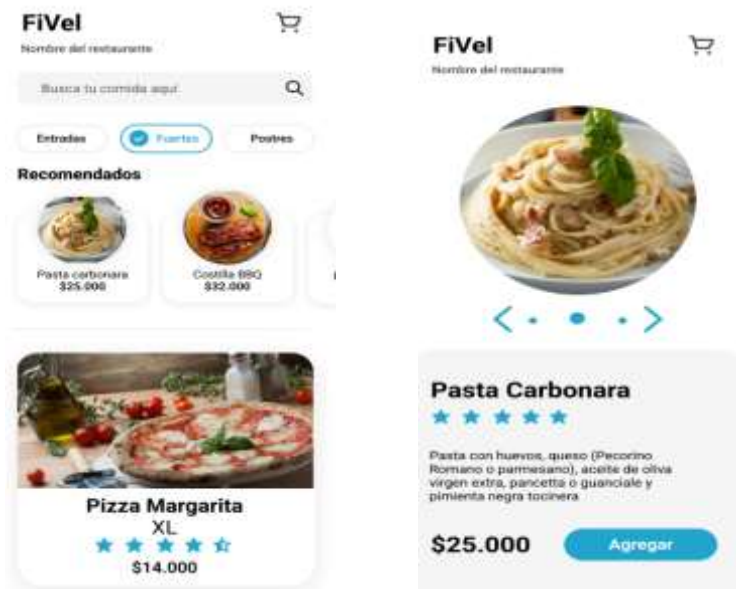 FiVel
Nombre del restaurante
Busca tu comida aquí
Entradas
Fuertes
Postres
Recomendados
Pasta carbonara
$25.000
Costilla BBQ
$32.000
Pizza Margarita
XL
$14.000
FiVel
Nombre del restaurante
Pasta Carbonara
Pasta con huevos, queso (Pecorino
Romano o parmesano), aceite de oliva
virgen extra, pancetta o guanciale y
pimienta negra tocinera
$25.000
Agregar